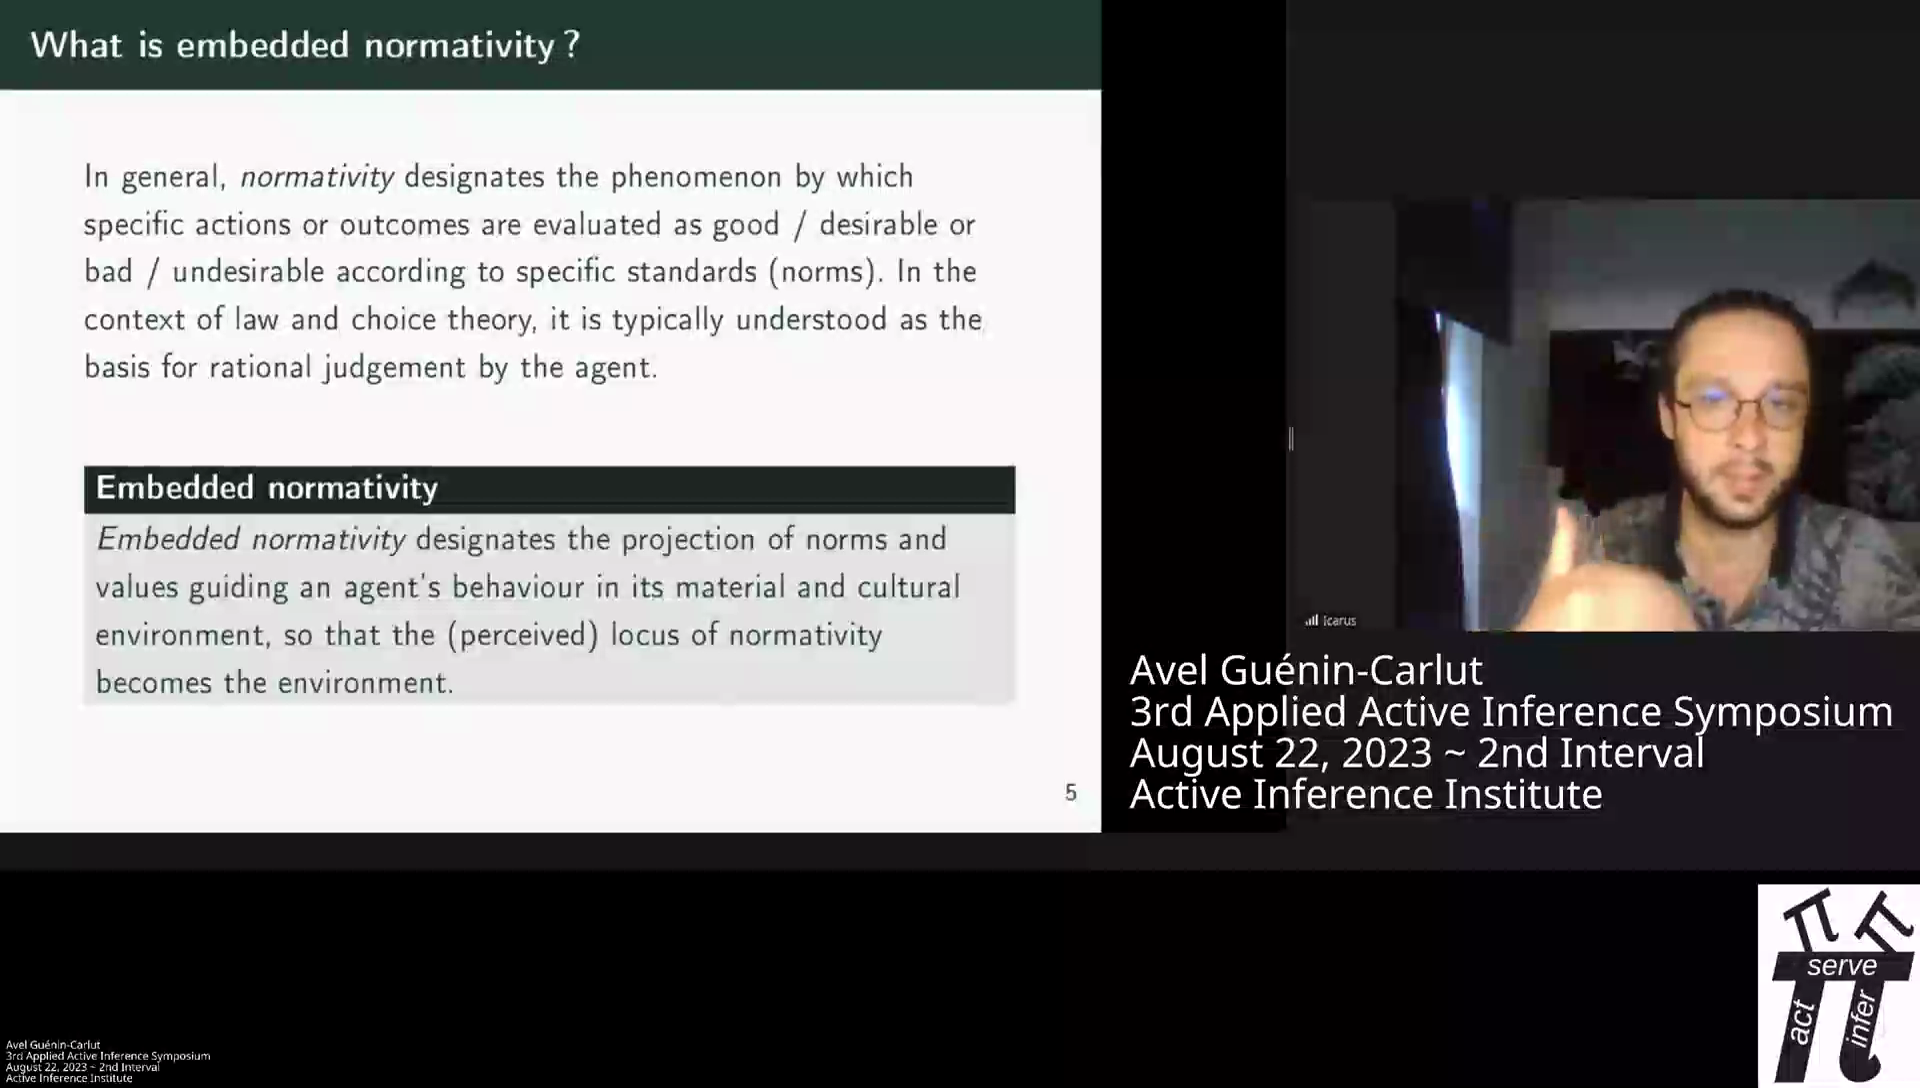 What is embedded normativity ?
In general, normativity designates the phenomenon by which
specific actions or outcomes are evaluated as good / desirable or
bad / undesirable according to specific standards (norms). In the
context of law and choice theory, it is typically understood as the
basis for rational judgement by the agent.
Embedded normativity
Embedded normativity designates the projection of norms and
values guiding an agent's behaviour in its material and cultural
environment, so that the (perceived) locus of normativity
becomes the environment.
5
Icarus
Avel Guénin-Carlut
3rd Applied Active Inference Symposium
August 22, 2023 ~ 2nd Interval
Active Inference Institute
serve
act
infer
Avel Guénin-Carlut
3rd Applied Active Inference Symposium
August 22, 2023 ~ 2nd Interval
Active Inference Institute